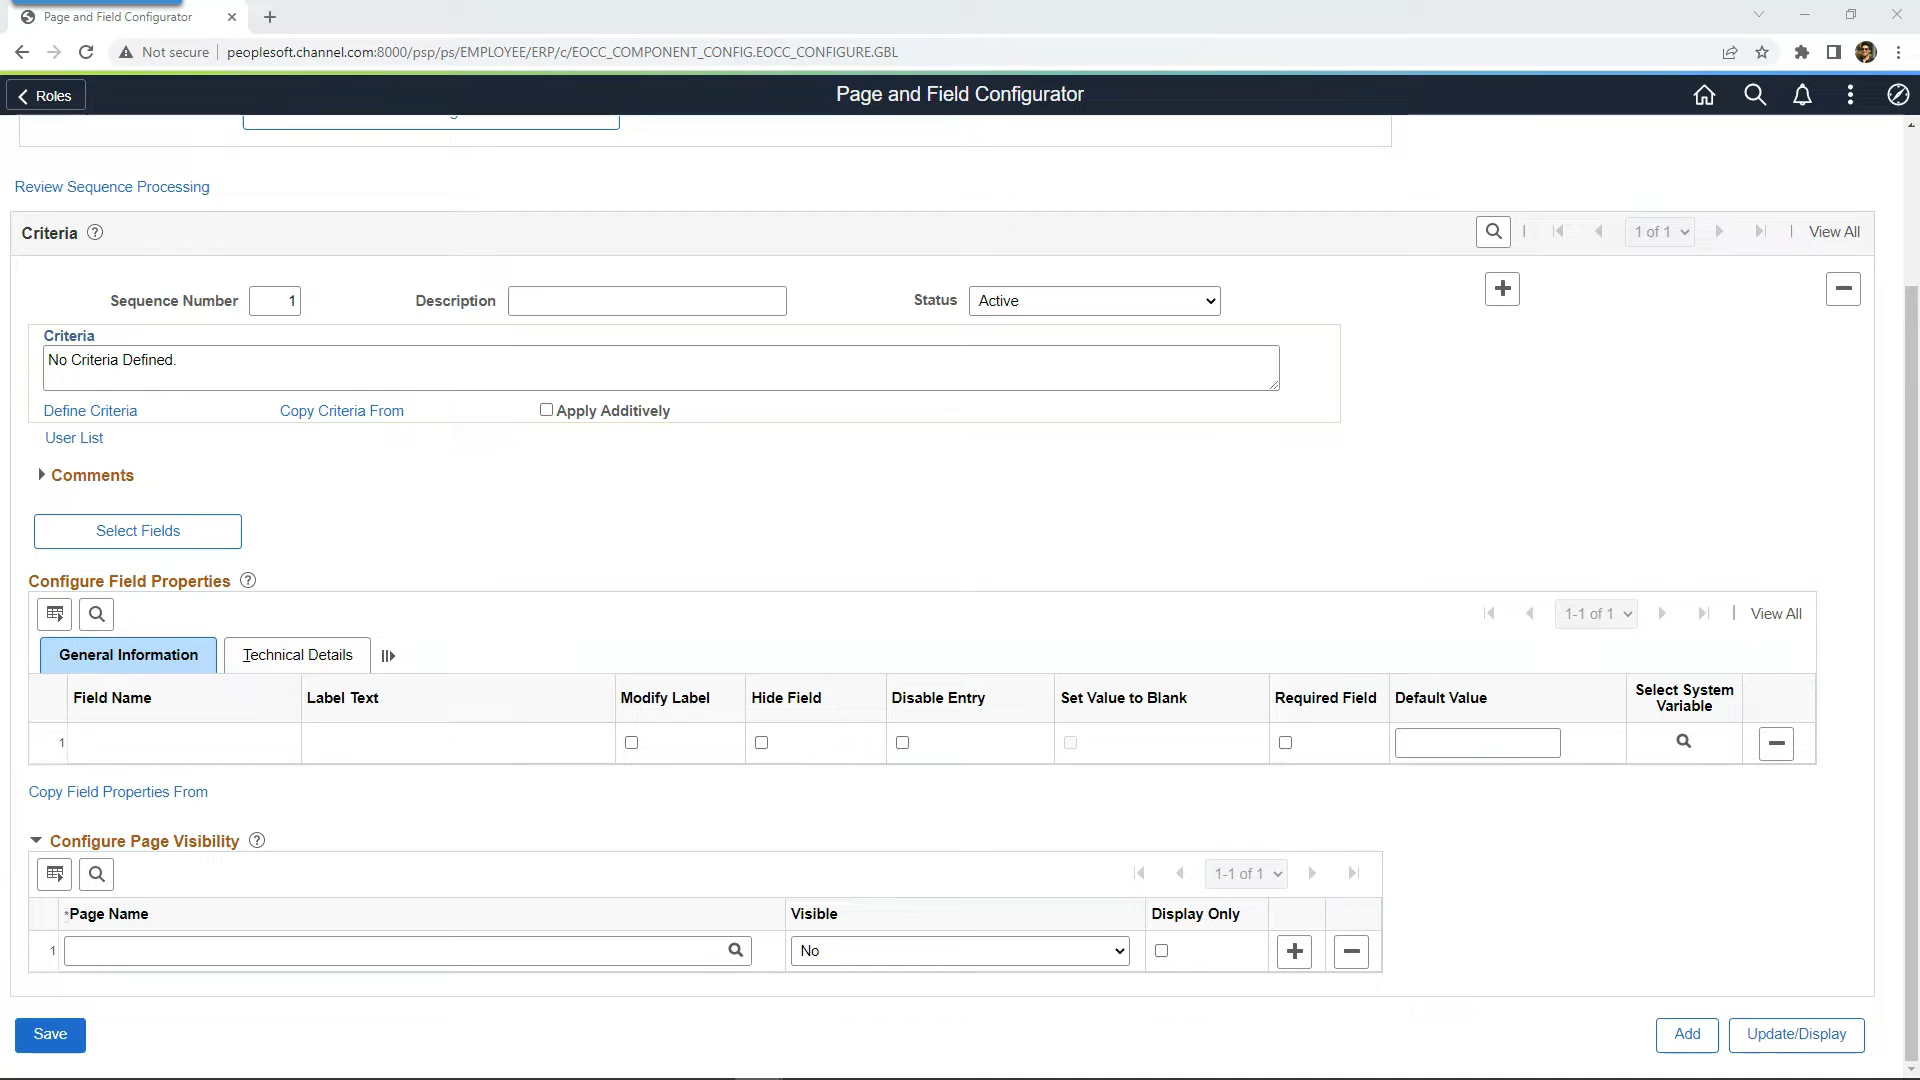 Page and Field Configurator
Not secure peoplesoft.channel.com:8000/psp/ps/EMPLOYEE/ERP/c/EOCC_COMPONENT_CONFIG.EOCC_CONFIGURE.GBL
Roles Page and Field Configurator
Review Sequence Processing
Criteria 1 of 1 View All
Sequence Number 1 Description Status Active
Criteria
No Criteria Defined.
Define Criteria Copy Criteria From Apply Additively
User List
Comments
Select Fields
Configure Field Properties
1-1 of 1 View All
General Information Technical Details
Field Name Label Text Modify Label Hide Field Disable Entry Set Value to Blank Required Field Default Value Select System Variable
1
Copy Field Properties From
Configure Page Visibility
1-1 of 1
*Page Name Visible Display Only
1 No
Save Add Update/Display